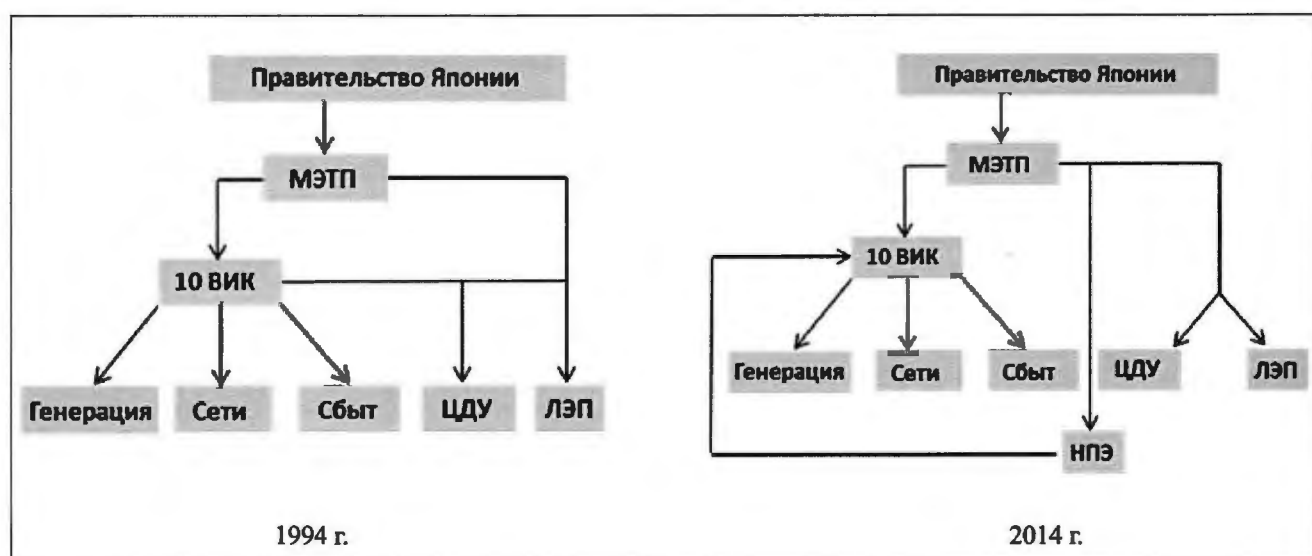 Правительство Японии
МЭТП
10 ВИК
Генерация
Сети
Сбыт
ЦДУ
ЛЭП
1994 г.
Правительство Японии
МЭТП
10 ВИК
Генерация
Сети
Сбыт
ЦДУ
ЛЭП
НПЭ
2014 г.